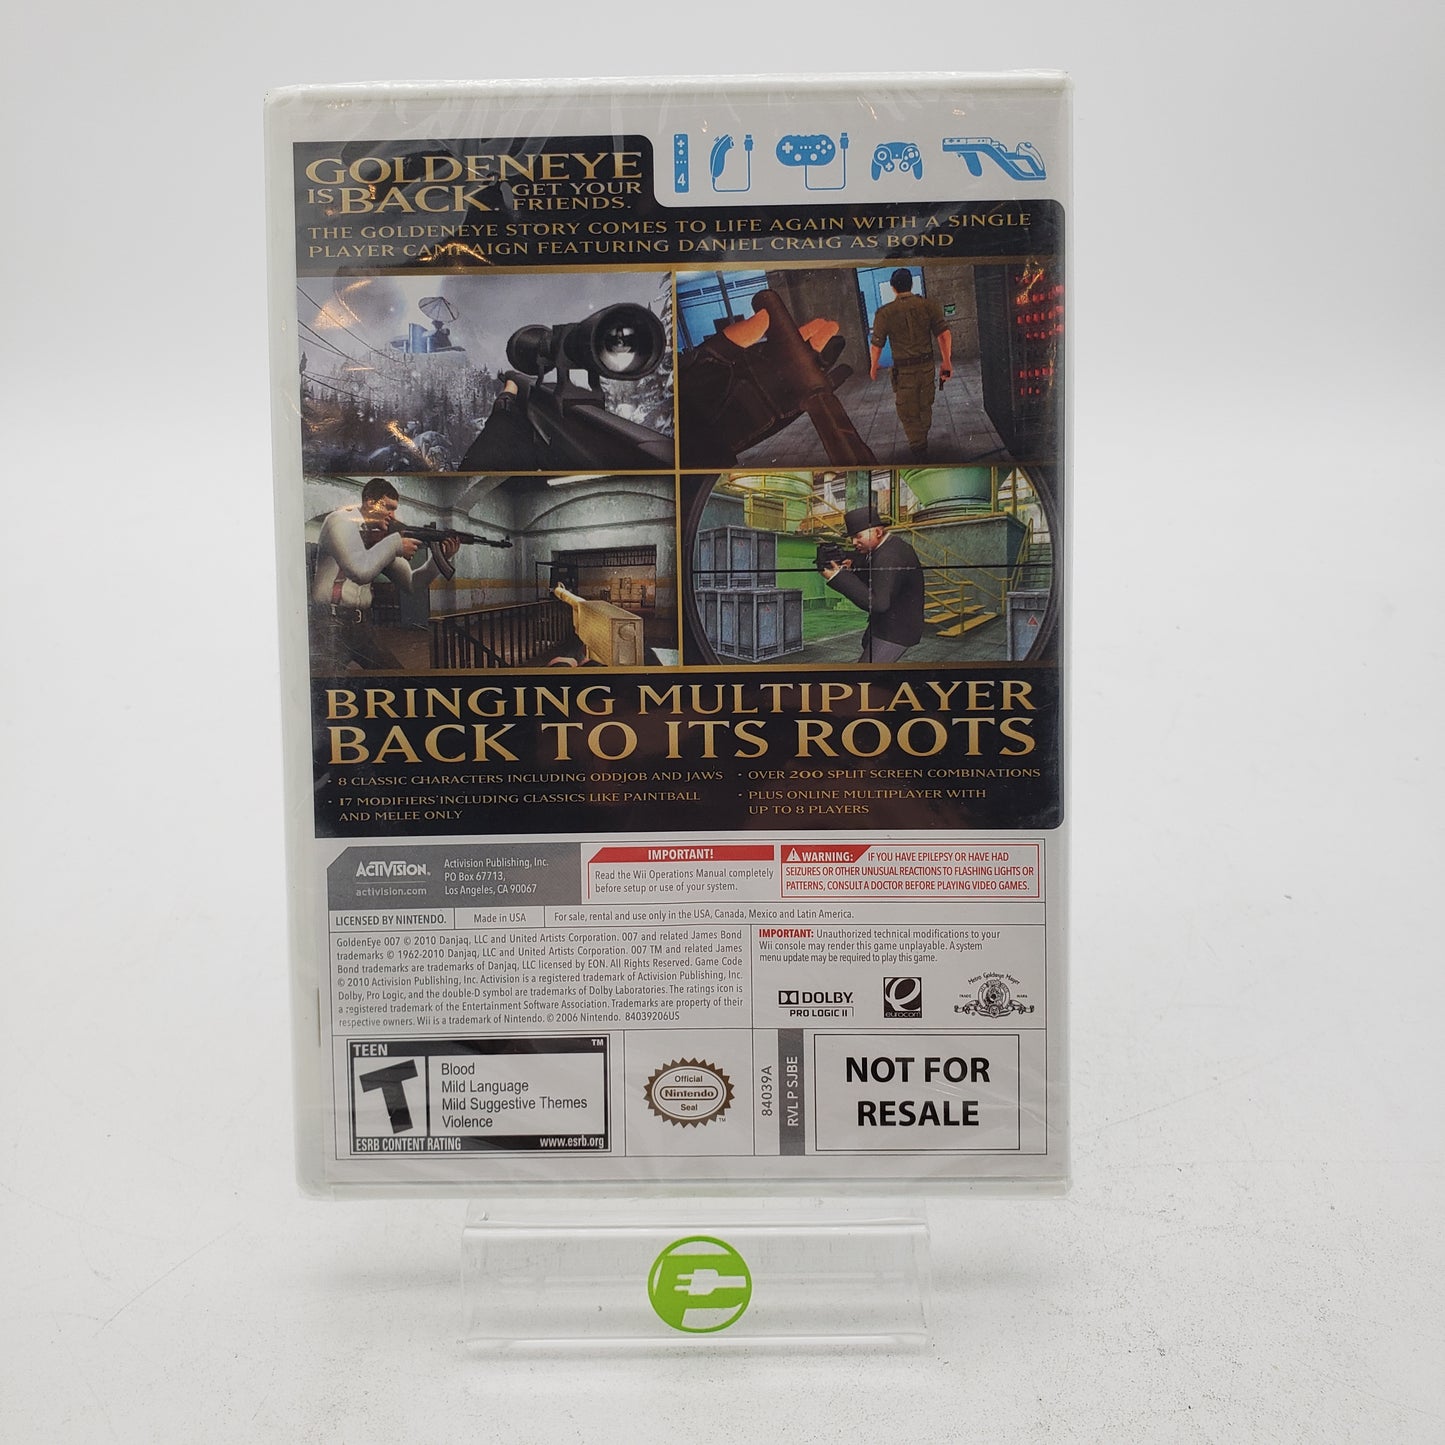 GOLDENEYE
IS BACK. GET YOUR
FRIENDS.
4
THE GOLDENEYE STORY COMES TO LIFE AGAIN WITH A SINGLE
PLAYER CAMPAIGN FEATURING DANIEL CRAIG AS BOND
BRINGING MULTIPLAYER
BACK TO ITS ROOTS
· 8 CLASSIC CHARACTERS INCLUDING ODDJOB AND JAWS
· 17 MODIFIERS INCLUDING CLASSICS LIKE PAINTBALL
AND MELEE ONLY
· OVER 200 SPLIT SCREEN COMBINATIONS
· PLUS ONLINE MULTIPLAYER WITH
UP TO 8 PLAYERS
ACTIVISION.
activision.com
Activision Publishing, Inc.
PO Box 67713,
Los Angeles, CA 90067
IMPORTANT!
Read the Wii Operations Manual completely
before setup or use of your system.
WARNING: IF YOU HAVE EPILEPSY OR HAVE HAD
SEIZURES OR OTHER UNUSUAL REACTIONS TO FLASHING LIGHTS OR
PATTERNS, CONSULT A DOCTOR BEFORE PLAYING VIDEO GAMES.
LICENSED BY NINTENDO.
Made in USA
For sale, rental and use only in the USA, Canada, Mexico and Latin America.
GoldenEye 007 © 2010 Danjaq, LLC and United Artists Corporation. 007 and related James Bond
trademarks © 1962-2010 Danjaq, LLC and United Artists Corporation. 007 TM and related James
Bond trademarks are trademarks of Danjaq, LLC licensed by EON. All Rights Reserved. Game Code
© 2010 Activision Publishing, Inc. Activision is a registered trademark of Activision Publishing, Inc.
Dolby, Pro Logic, and the double-D symbol are trademarks of Dolby Laboratories. The ratings icon is
a registered trademark of the Entertainment Software Association. Trademarks are property of their
respective owners. Wii is a trademark of Nintendo. © 2006 Nintendo. 84039206US
IMPORTANT: Unauthorized technical modifications to your
Wii console may render this game unplayable. A system
menu update may be required to play this game.
DOLBY
PRO LOGIC II
e
eurocom
Metro Goldwyn Mayer
TRADE MARK
TEEN TM
T
Blood
Mild Language
Mild Suggestive Themes
Violence
ESRB CONTENT RATING www.esrb.org
Official
Nintendo
Seal
TM
84039A
RVL P SJBE
NOT FOR
RESALE